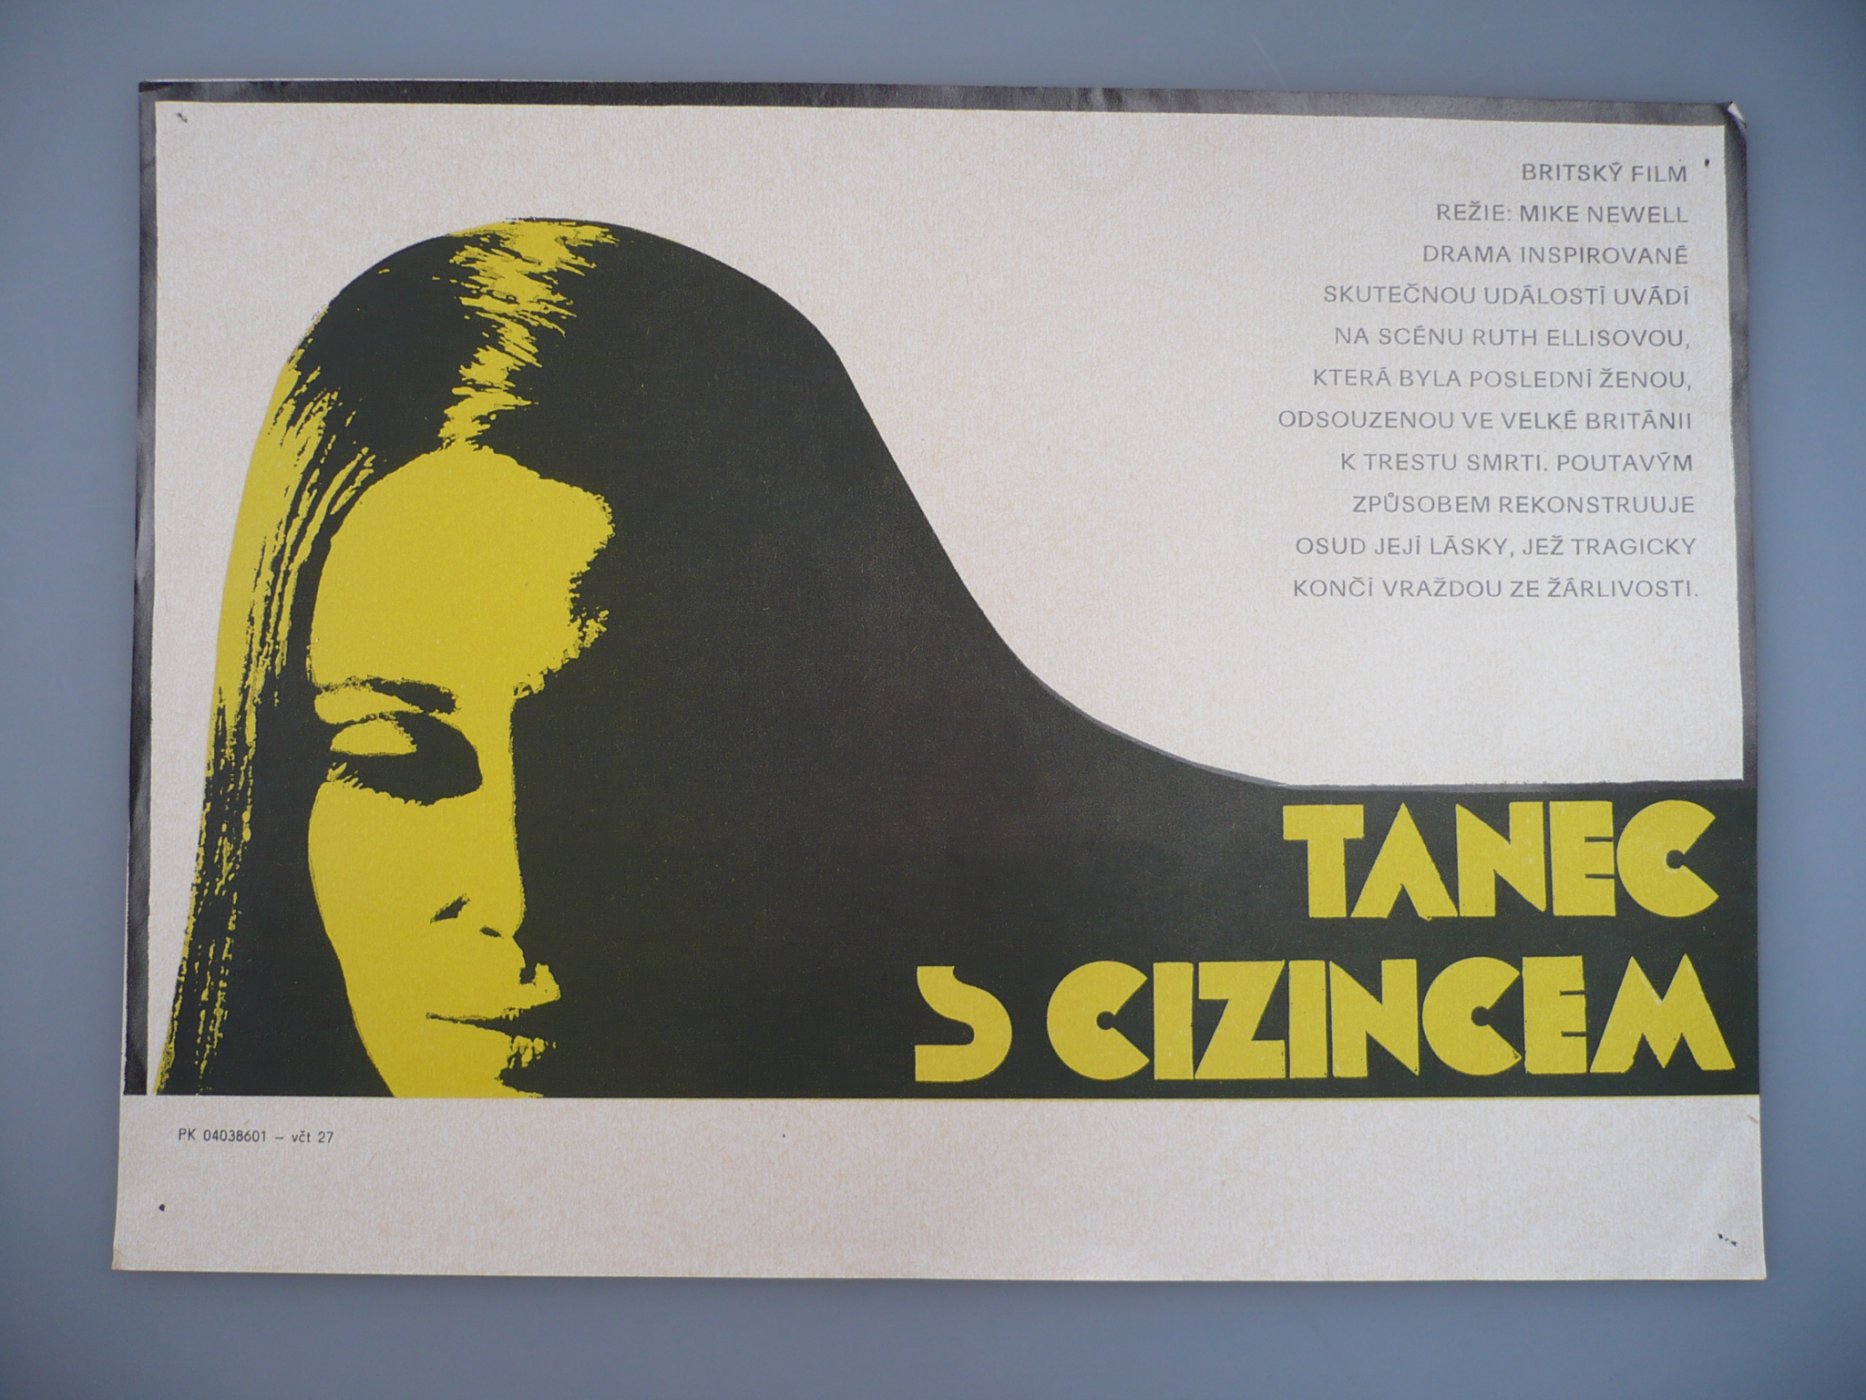 BRITSKÝ FILM
REŽIE: MIKE NEWELL
DRAMA INSPIROVANÉ
SKUTEČNOU UDÁLOSTÍ UVÁDÍ
NA SCÉNU RUTH ELLISOVOU,
KTERÁ BYLA POSLEDNÍ ŽENOU,
ODSOUZENOU VE VELKÉ BRITÁNII
K TRESTU SMRTI. POUTAVÝM
ZPŮSOBEM REKONSTRUUJE
OSUD JEJÍ LÁSKY, JEŽ TRAGICKY
KONČÍ VRAŽDOU ZE ŽÁRLIVOSTI.
TANEC
S CIZINCEM
PK 04038601 – včt 27